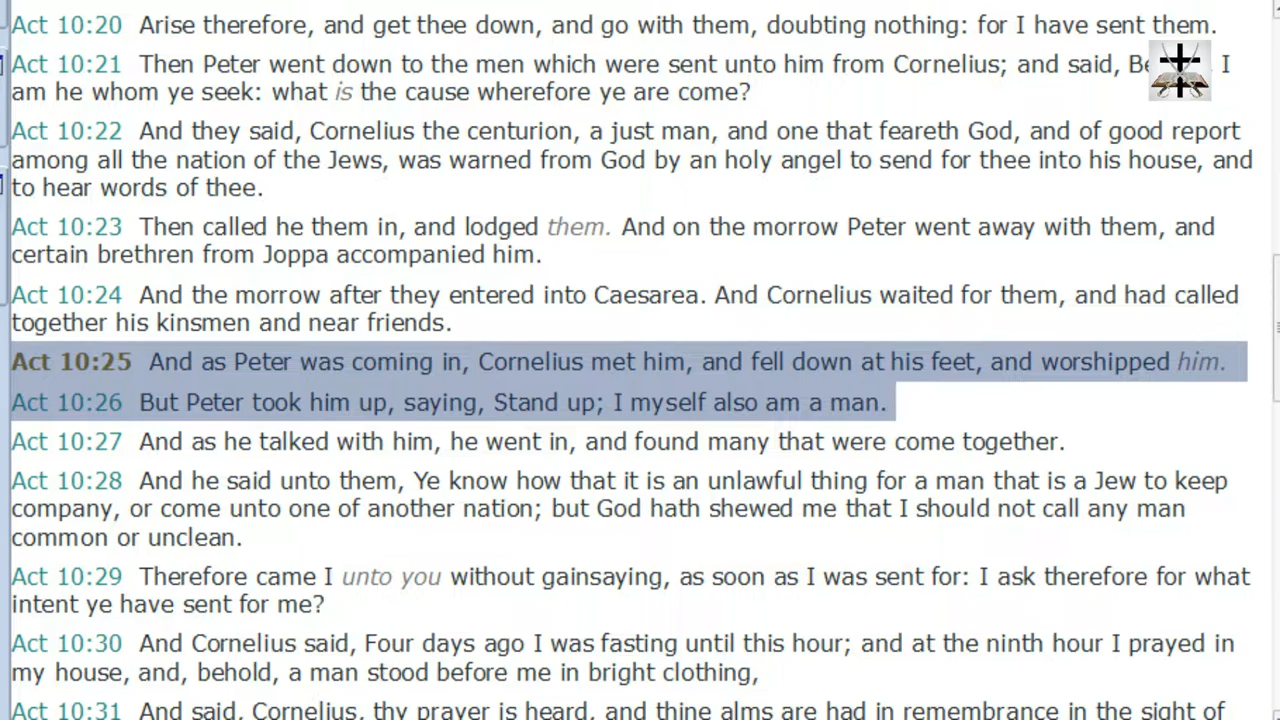 Act 10:20 Arise therefore, and get thee down, and go with them, doubting nothing: for I have sent them.
Act 10:21 Then Peter went down to the men which were sent unto him from Cornelius; and said, I
am he whom ye seek: what is the cause wherefore ye are come?
Act 10:22 And they said, Cornelius the centurion, a just man, and one that feareth God, and of good report
among all the nation of the Jews, was warned from God by an holy angel to send for thee into his house, and
to hear words of thee.
Act 10:23 Then called he them in, and lodged them. And on the morrow Peter went away with them, and
certain brethren from Joppa accompanied him.
Act 10:24 And the morrow after they entered into Caesarea. And Cornelius waited for them, and had called
together his kinsmen and near friends.
Act 10:25 And as Peter was coming in, Cornelius met him, and fell down at his feet, and worshipped him.
Act 10:26 But Peter took him up, saying, Stand up; I myself also am a man.
Act 10:27 And as he talked with him, he went in, and found many that were come together.
Act 10:28 And he said unto them, Ye know how that it is an unlawful thing for a man that is a Jew to keep
company, or come unto one of another nation; but God hath shewed me that I should not call any man
common or unclean.
Act 10:29 Therefore came I unto you without gainsaying, as soon as I was sent for: I ask therefore for what
intent ye have sent for me?
Act 10:30 And Cornelius said, Four days ago I was fasting until this hour; and at the ninth hour I prayed in
my house, and, behold, a man stood before me in bright clothing,
Act 10:31 And said, Cornelius, thy prayer is heard, and thine alms are had in remembrance in the sight of